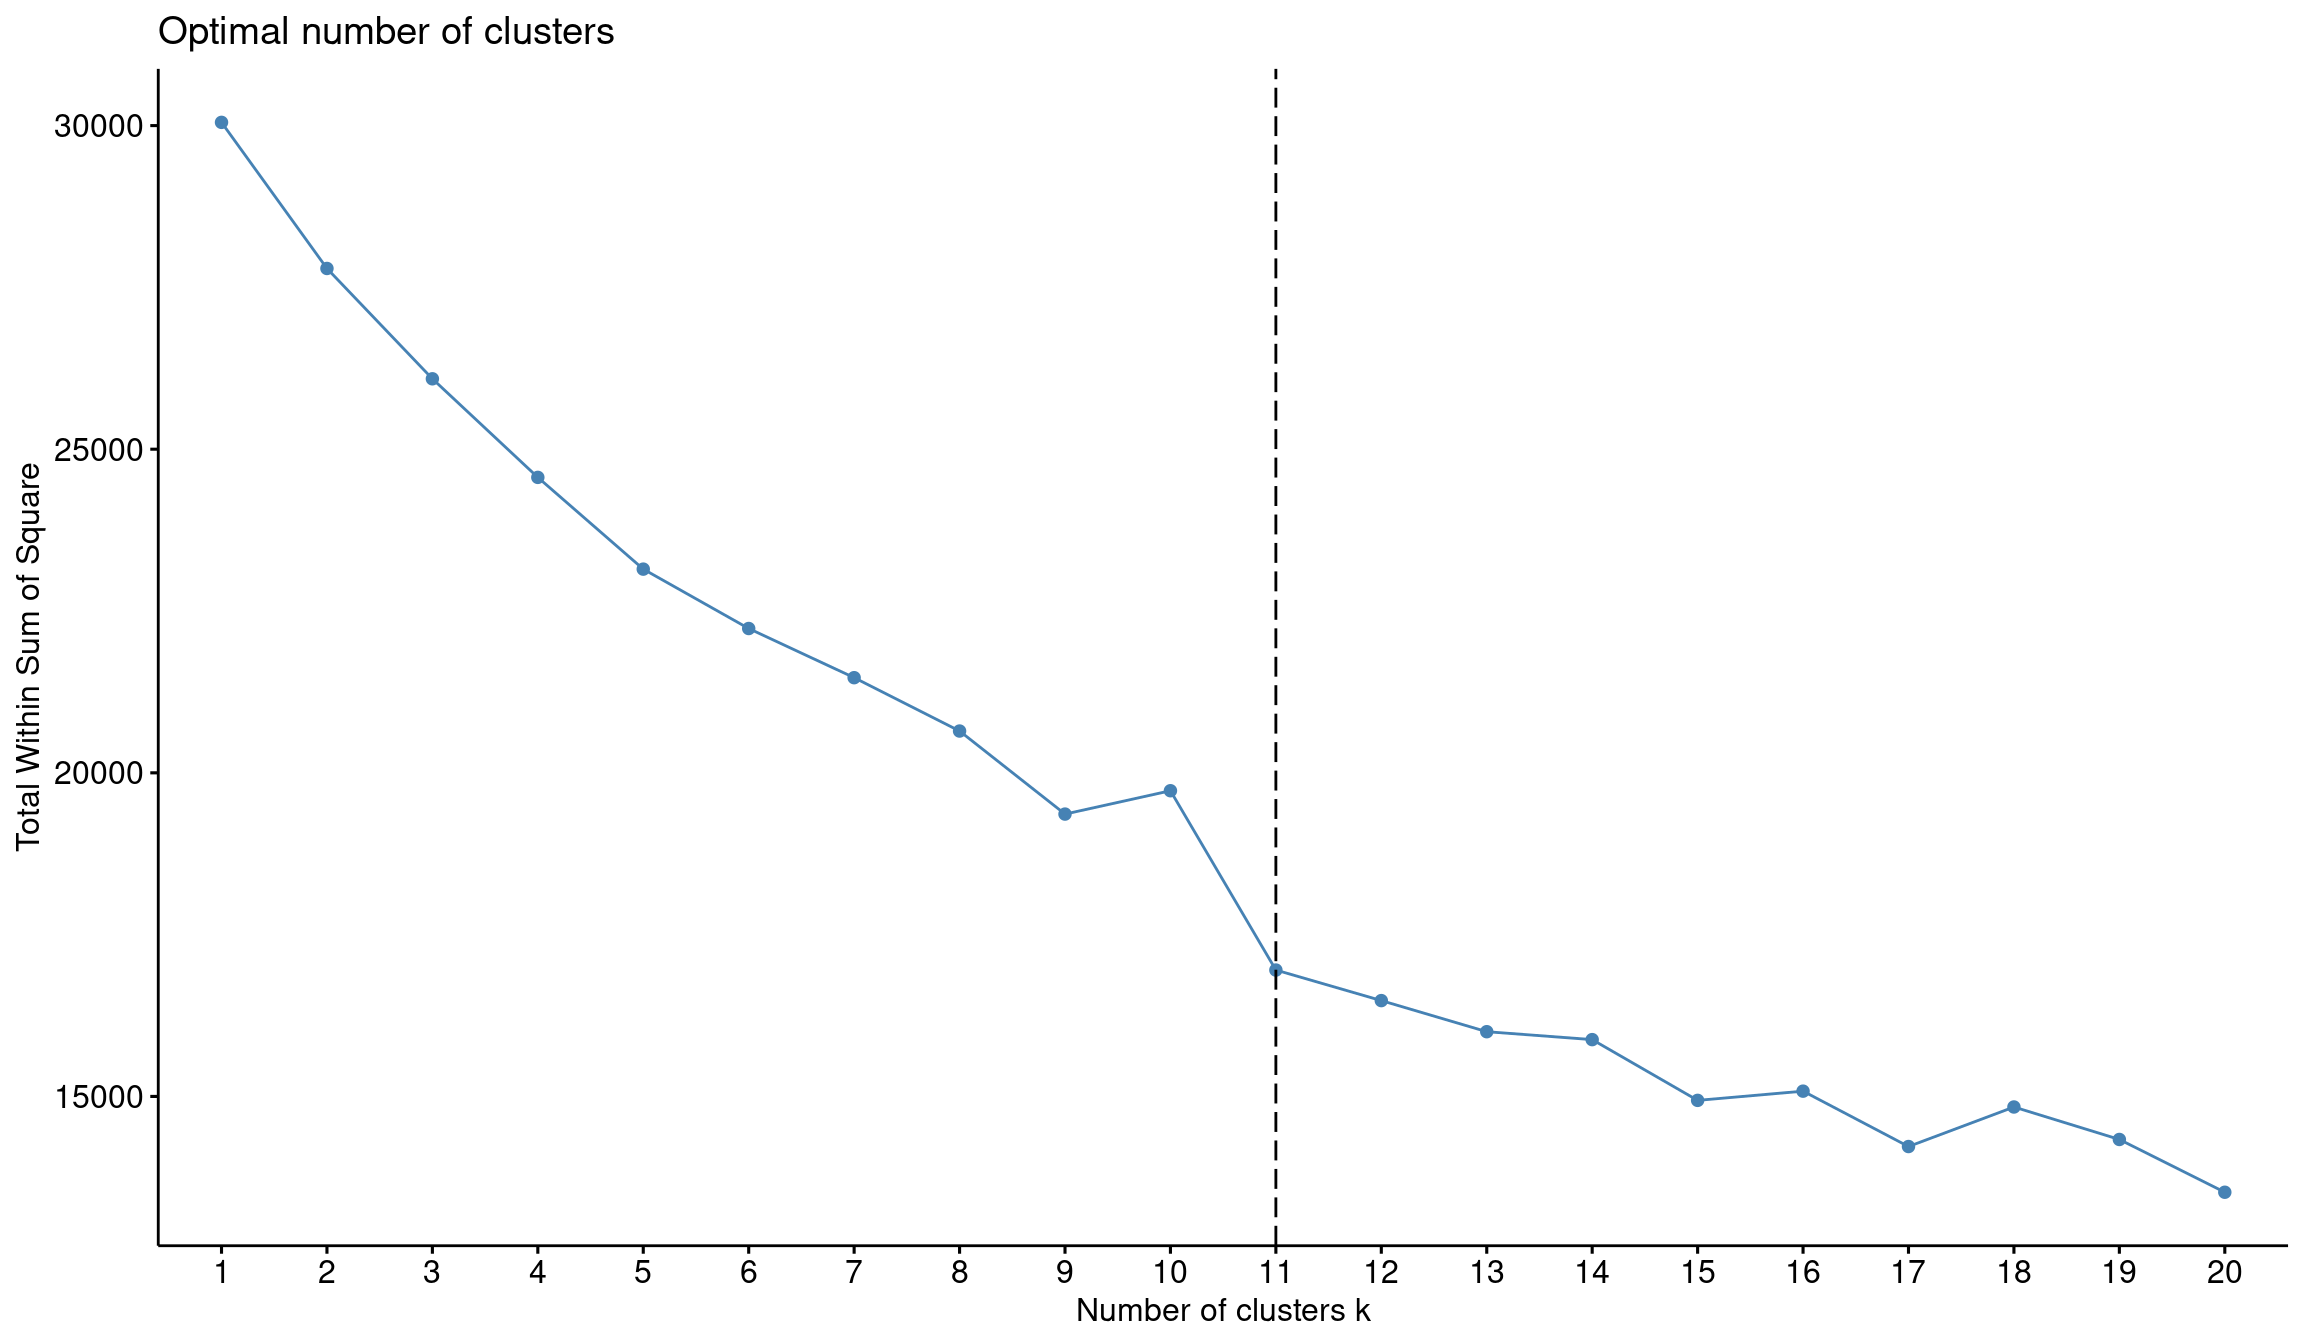 Optimal number of clusters
Total Within Sum of Square
30000
25000
20000
15000
1 2 3 4 5 6 7 8 9 10 11 12 13 14 15 16 17 18 19 20
Number of clusters k